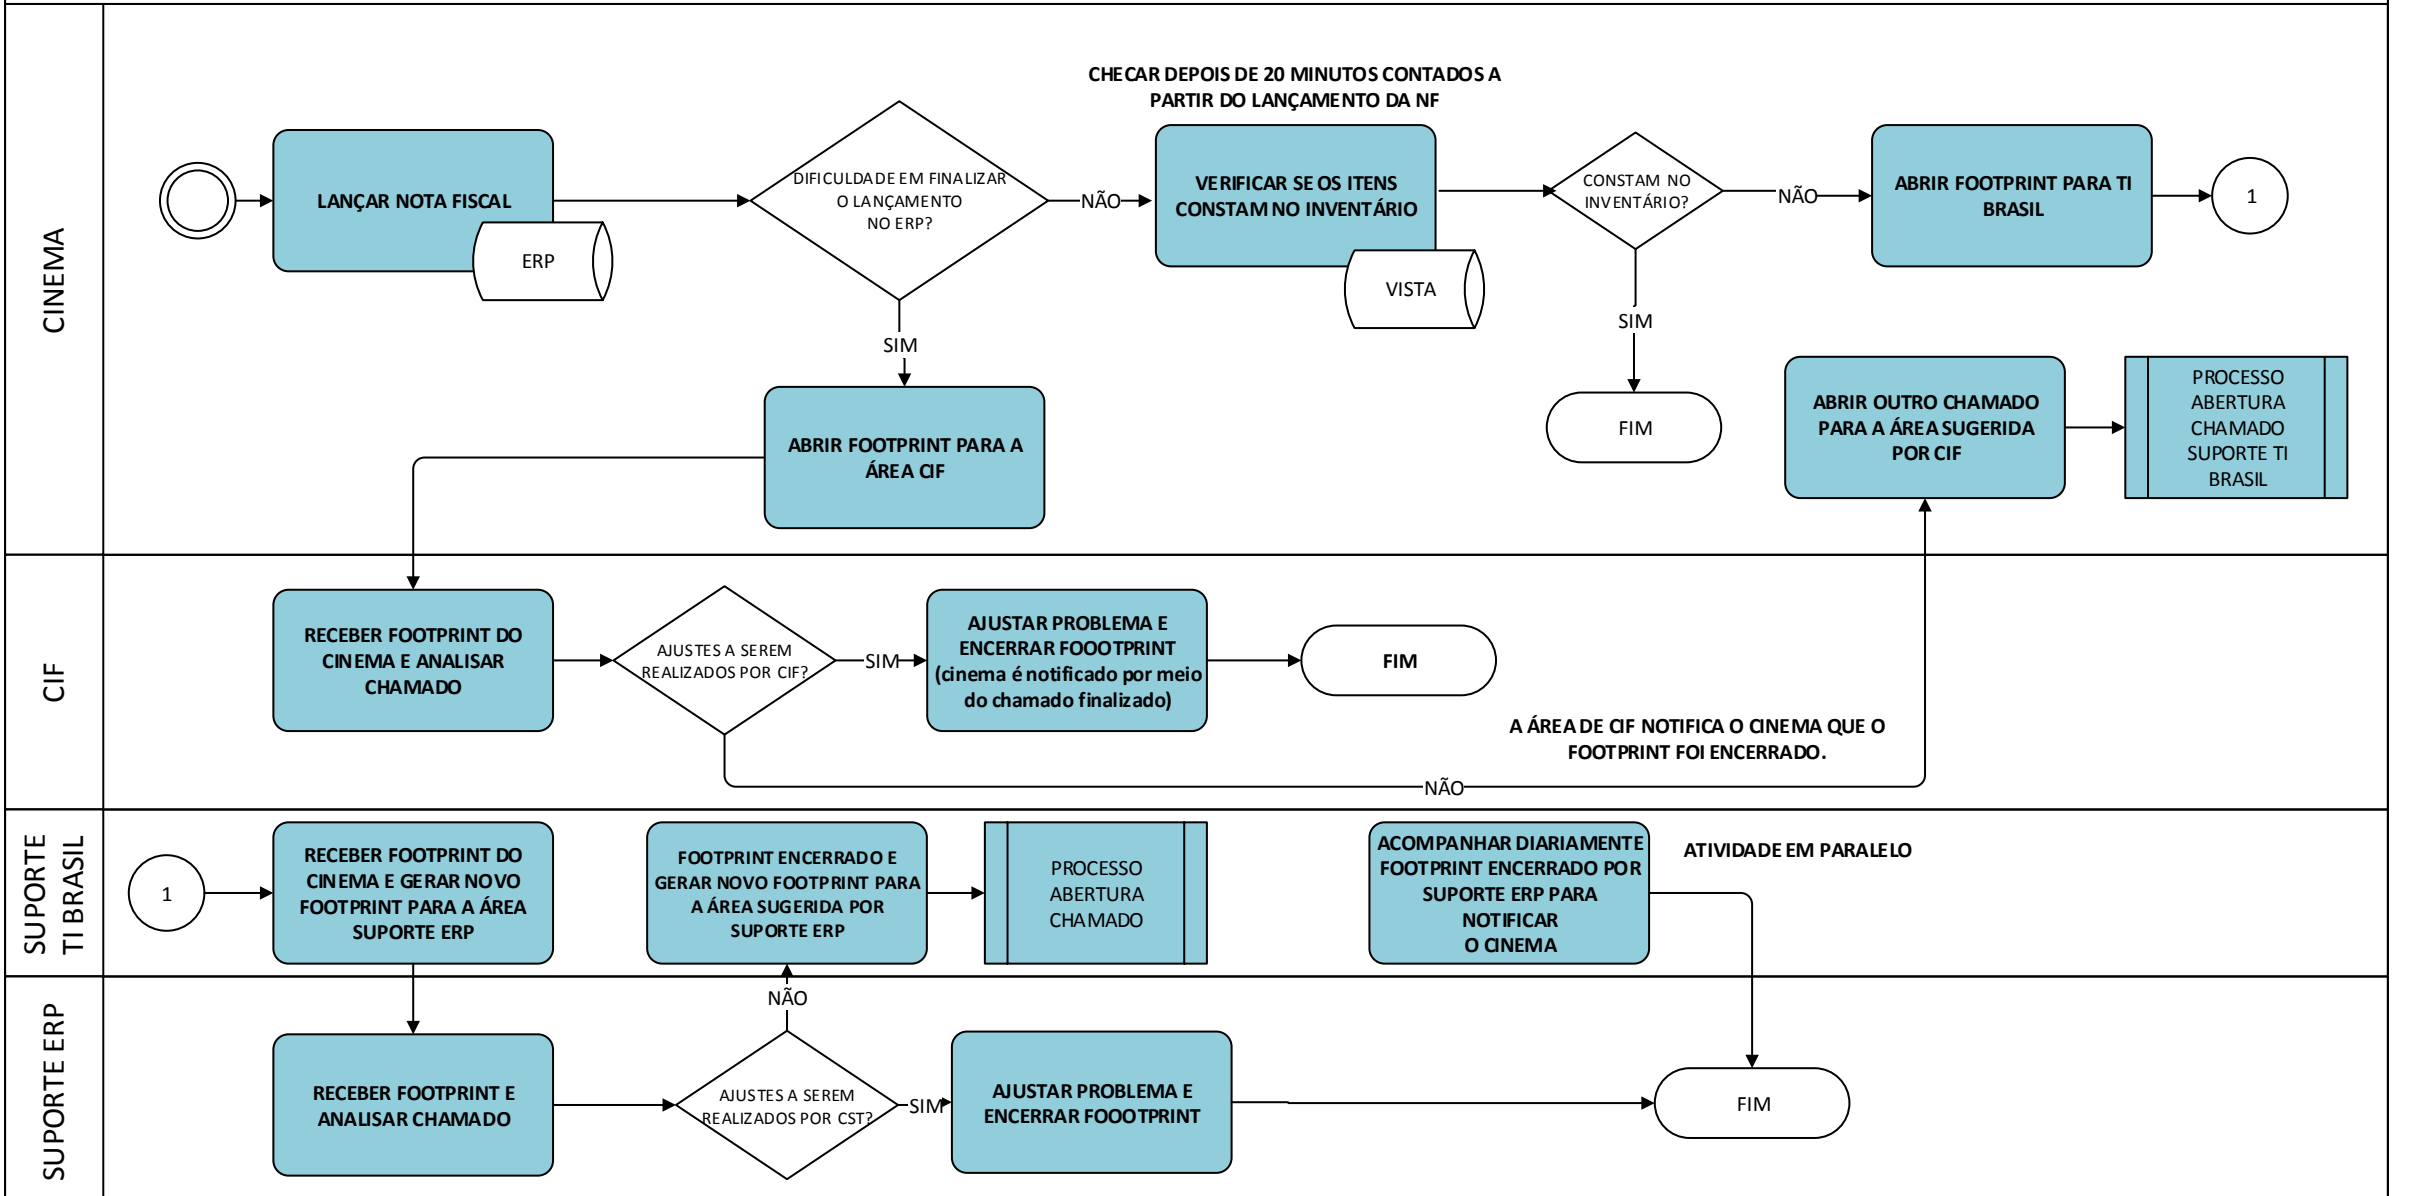 CINEMA
LANÇAR NOTA FISCAL
ERP
DIFICULDADE EM FINALIZAR
O LANÇAMENTO
NO ERP?
NÃO
SIM
CHECAR DEPOIS DE 20 MINUTOS CONTADOS A
PARTIR DO LANÇAMENTO DA NF
VERIFICAR SE OS ITENS
CONSTAM NO INVENTÁRIO
VISTA
CONSTAM NO
INVENTÁRIO?
NÃO
SIM
FIM
ABRIR FOOTPRINT PARA TI
BRASIL
1
ABRIR FOOTPRINT PARA A
ÁREA CIF
ABRIR OUTRO CHAMADO
PARA A ÁREA SUGERIDA
POR CIF
PROCESSO
ABERTURA
CHAMADO
SUPORTE TI
BRASIL
CIF
RECEBER FOOTPRINT DO
CINEMA E ANALISAR
CHAMADO
AJUSTES A SEREM
REALIZADOS POR CIF?
SIM
AJUSTAR PROBLEMA E
ENCERRAR FOOOTPRINT
(cinema é notificado por meio
do chamado finalizado)
FIM
A ÁREA DE CIF NOTIFICA O CINEMA QUE O
FOOTPRINT FOI ENCERRADO.
NÃO
SUPORTE
TI BRASIL
1
RECEBER FOOTPRINT DO
CINEMA E GERAR NOVO
FOOTPRINT PARA A ÁREA
SUPORTE ERP
FOOTPRINT ENCERRADO E
GERAR NOVO FOOTPRINT PARA
A ÁREA SUGERIDA POR
SUPORTE ERP
PROCESSO
ABERTURA
CHAMADO
ACOMPANHAR DIARIAMENTE
FOOTPRINT ENCERRADO POR
SUPORTE ERP PARA
NOTIFICAR
O CINEMA
ATIVIDADE EM PARALELO
SUPORTE ERP
RECEBER FOOTPRINT E
ANALISAR CHAMADO
NÃO
AJUSTES A SEREM
REALIZADOS POR CST?
SIM
AJUSTAR PROBLEMA E
ENCERRAR FOOOTPRINT
FIM